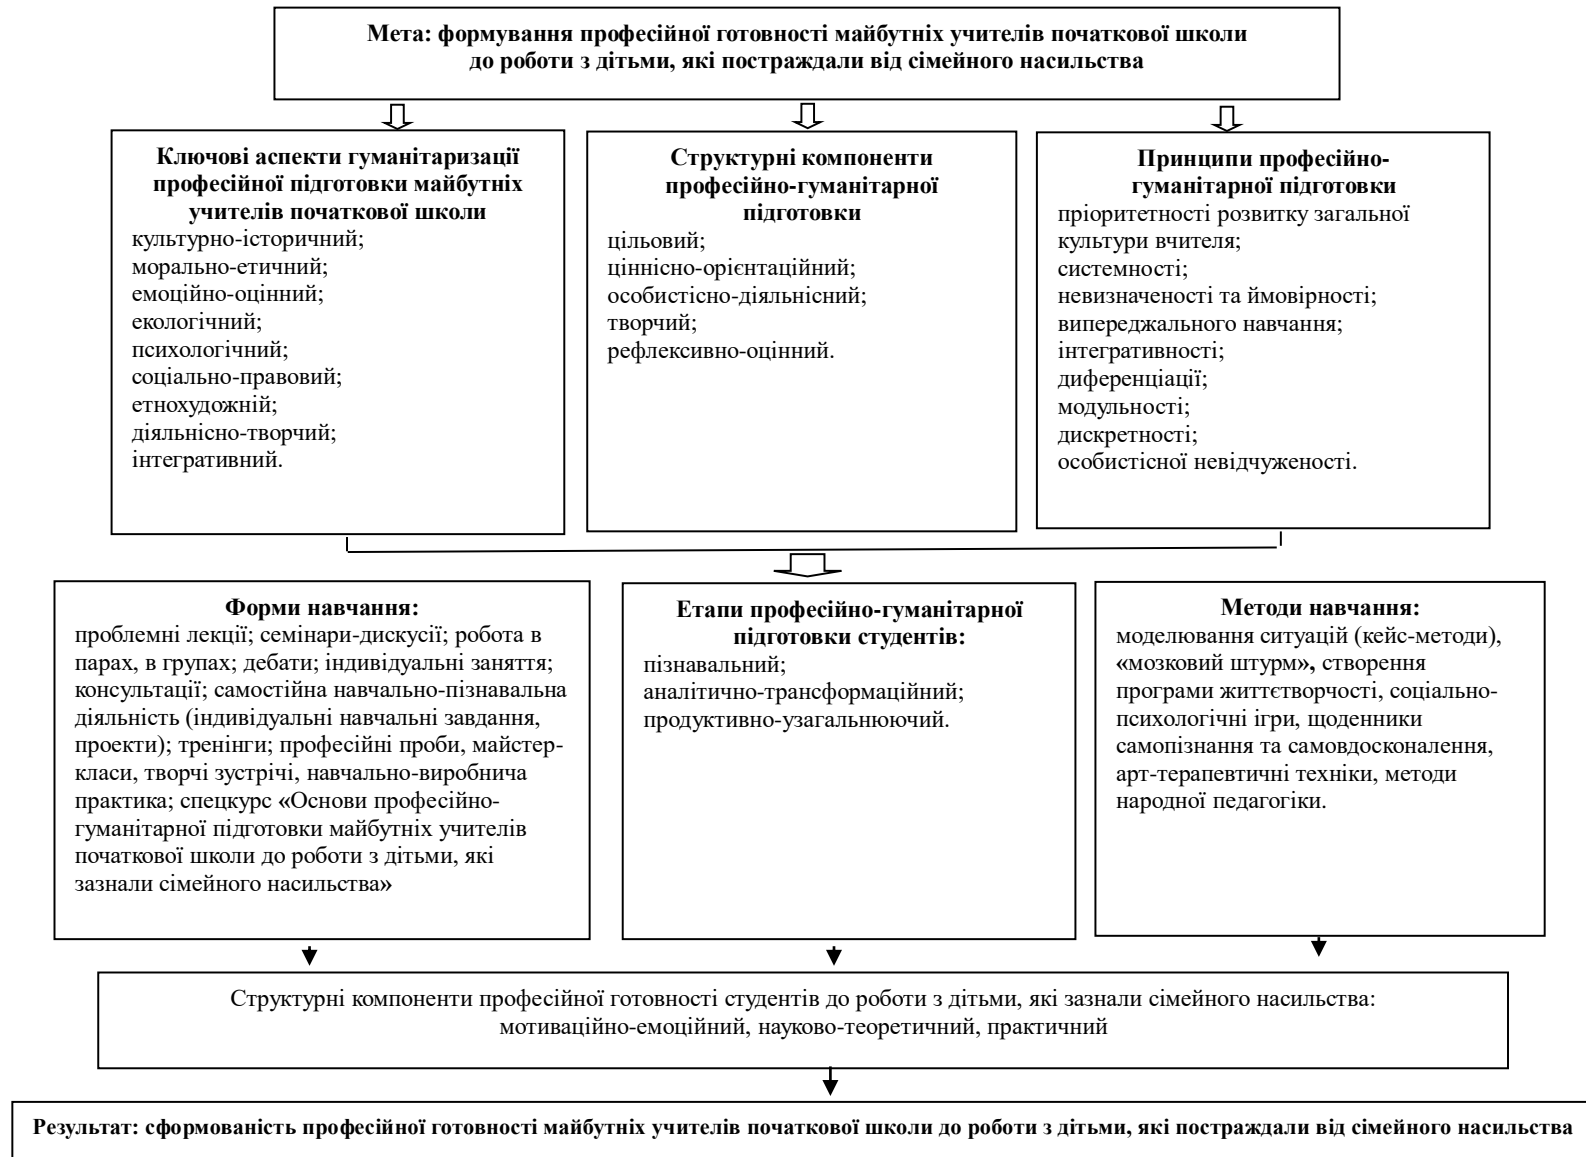 Мета: формування професійної готовності майбутніх учителів початкової школи
до роботи з дітьми, які постраждали від сімейного насильства
Ключові аспекти гуманітаризації
професійної підготовки майбутніх
учителів початкової школи
культурно-історичний;
морально-етичний;
емоційно-оцінний;
екологічний;
психологічний;
соціально-правовий;
етнохудожній;
діяльнісно-творчий;
інтегративний.
Структурні компоненти
професійно-гуманітарної
підготовки
цільовий;
ціннісно-орієнтаційний;
особистісно-діяльнісний;
творчий;
рефлексивно-оцінний.
Принципи професійно-
гуманітарної підготовки
пріоритетності розвитку загальної
культури вчителя;
системності;
невизначеності та ймовірності;
випереджального навчання;
інтегративності;
диференціації;
модульності;
дискретності;
особистісної невідчуженості.
Форми навчання:
проблемні лекції; семінари-дискусії; робота в
парах, в групах; дебати; індивідуальні заняття;
консультації; самостійна навчально-пізнавальна
діяльність (індивідуальні навчальні завдання,
проекти); тренінги; професійні проби, майстер-
класи, творчі зустрічі, навчально-виробнича
практика; спецкурс «Основи професійно-
гуманітарної підготовки майбутніх учителів
початкової школи до роботи з дітьми, які
зазнали сімейного насильства»
Етапи професійно-гуманітарної
підготовки студентів:
пізнавальний;
аналітично-трансформаційний;
продуктивно-узагальнюючий.
Методи навчання:
моделювання ситуацій (кейс-методи),
«мозковий штурм», створення
програми життєтворчості, соціально-
психологічні ігри, щоденники
самопізнання та самовдосконалення,
арт-терапевтичні техніки, методи
народної педагогіки.
Структурні компоненти професійної готовності студентів до роботи з дітьми, які зазнали сімейного насильства:
мотиваційно-емоційний, науково-теоретичний, практичний
Результат: сформованість професійної готовності майбутніх учителів початкової школи до роботи з дітьми, які постраждали від сімейного насильства